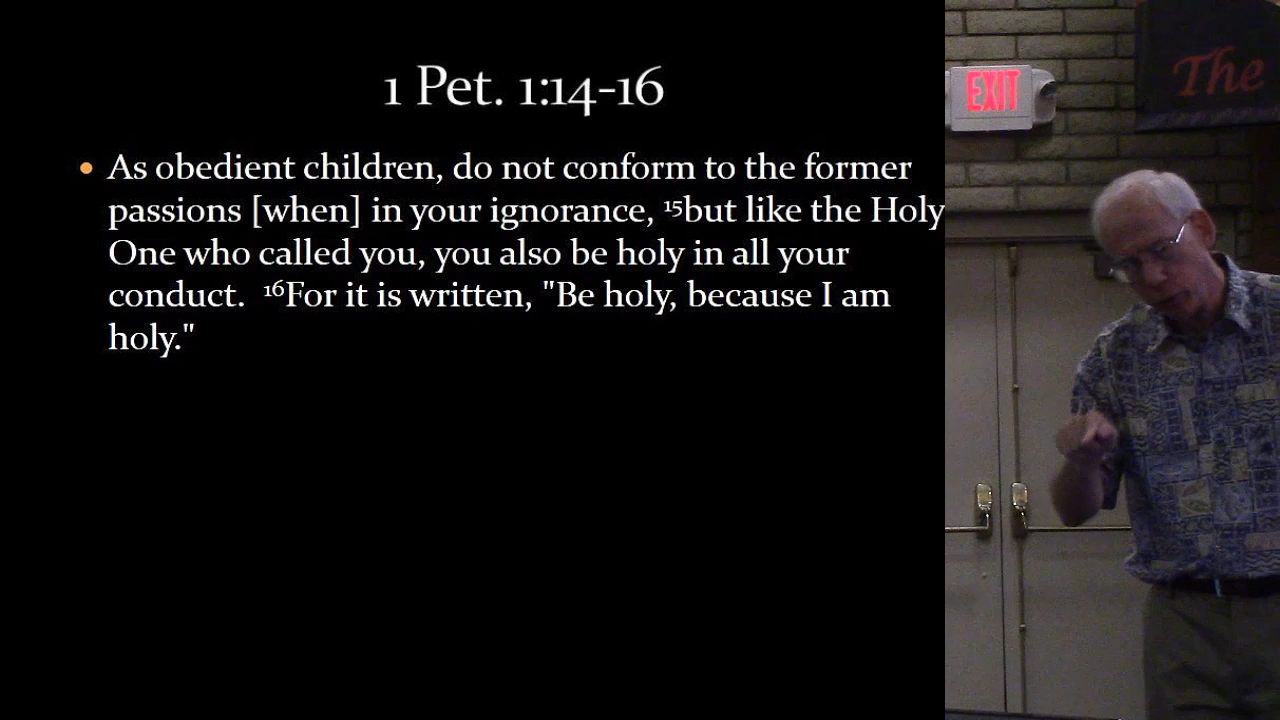 1 Pet. 1:14-16
• As obedient children, do not conform to the former
passions [when] in your ignorance, ¹⁵but like the Holy
One who called you, you also be holy in all your
conduct.  ¹⁶For it is written, "Be holy, because I am
holy."
EXIT
The